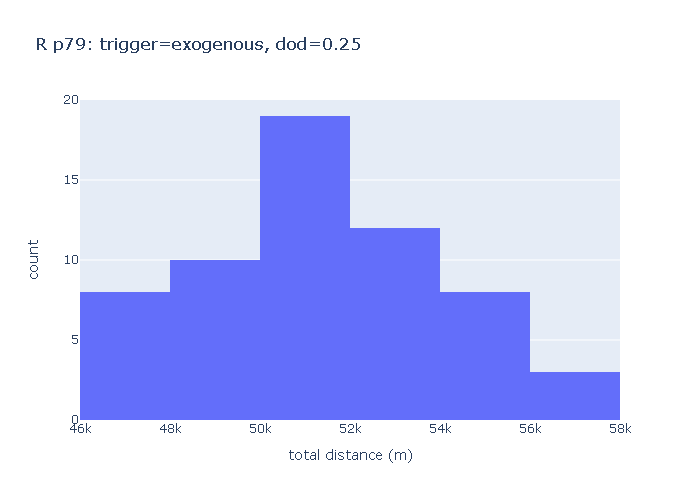 R p79: trigger=exogenous, dod=0.25
20
15
10
5
0
count
46k 48k 50k 52k 54k 56k 58k
total distance (m)